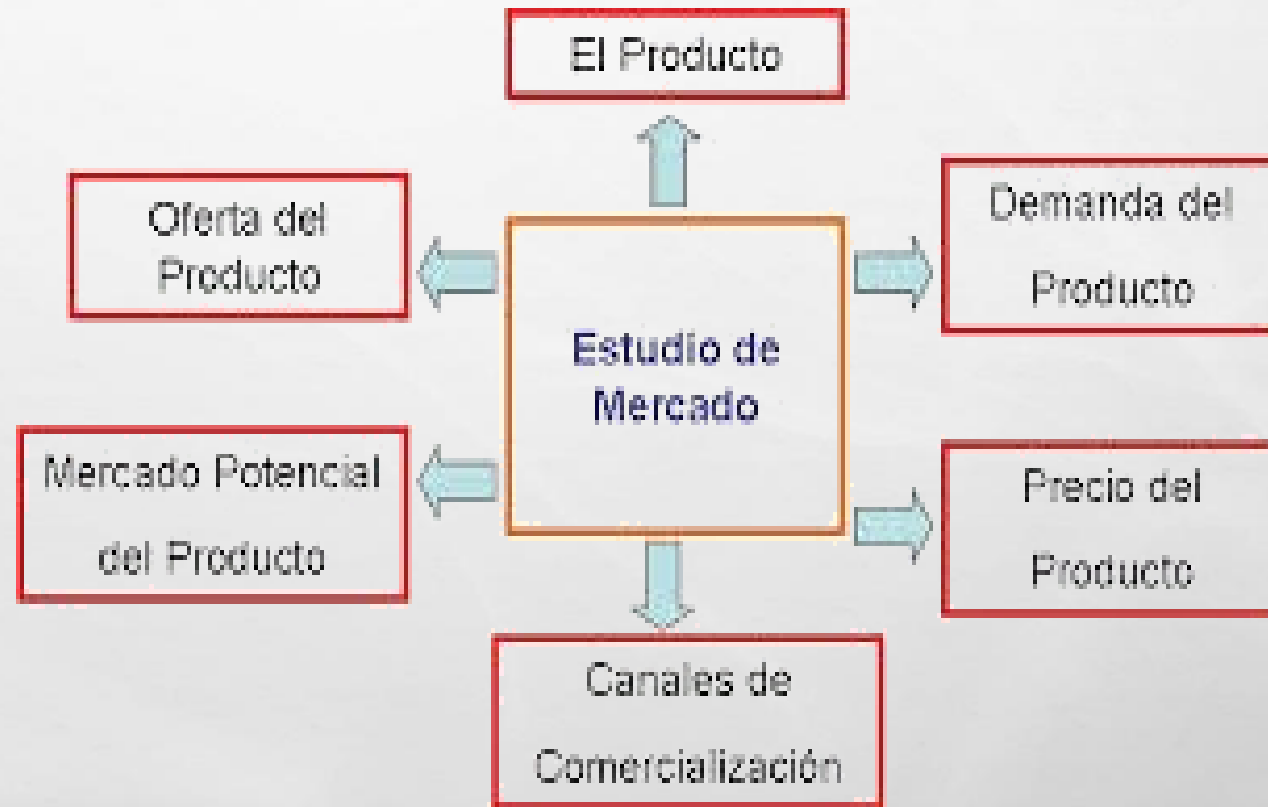 El Producto
Oferta del
Producto
Demanda del
Producto
Estudio de
Mercado
Mercado Potencial
del Producto
Precio del
Producto
Canales de
Comercialización